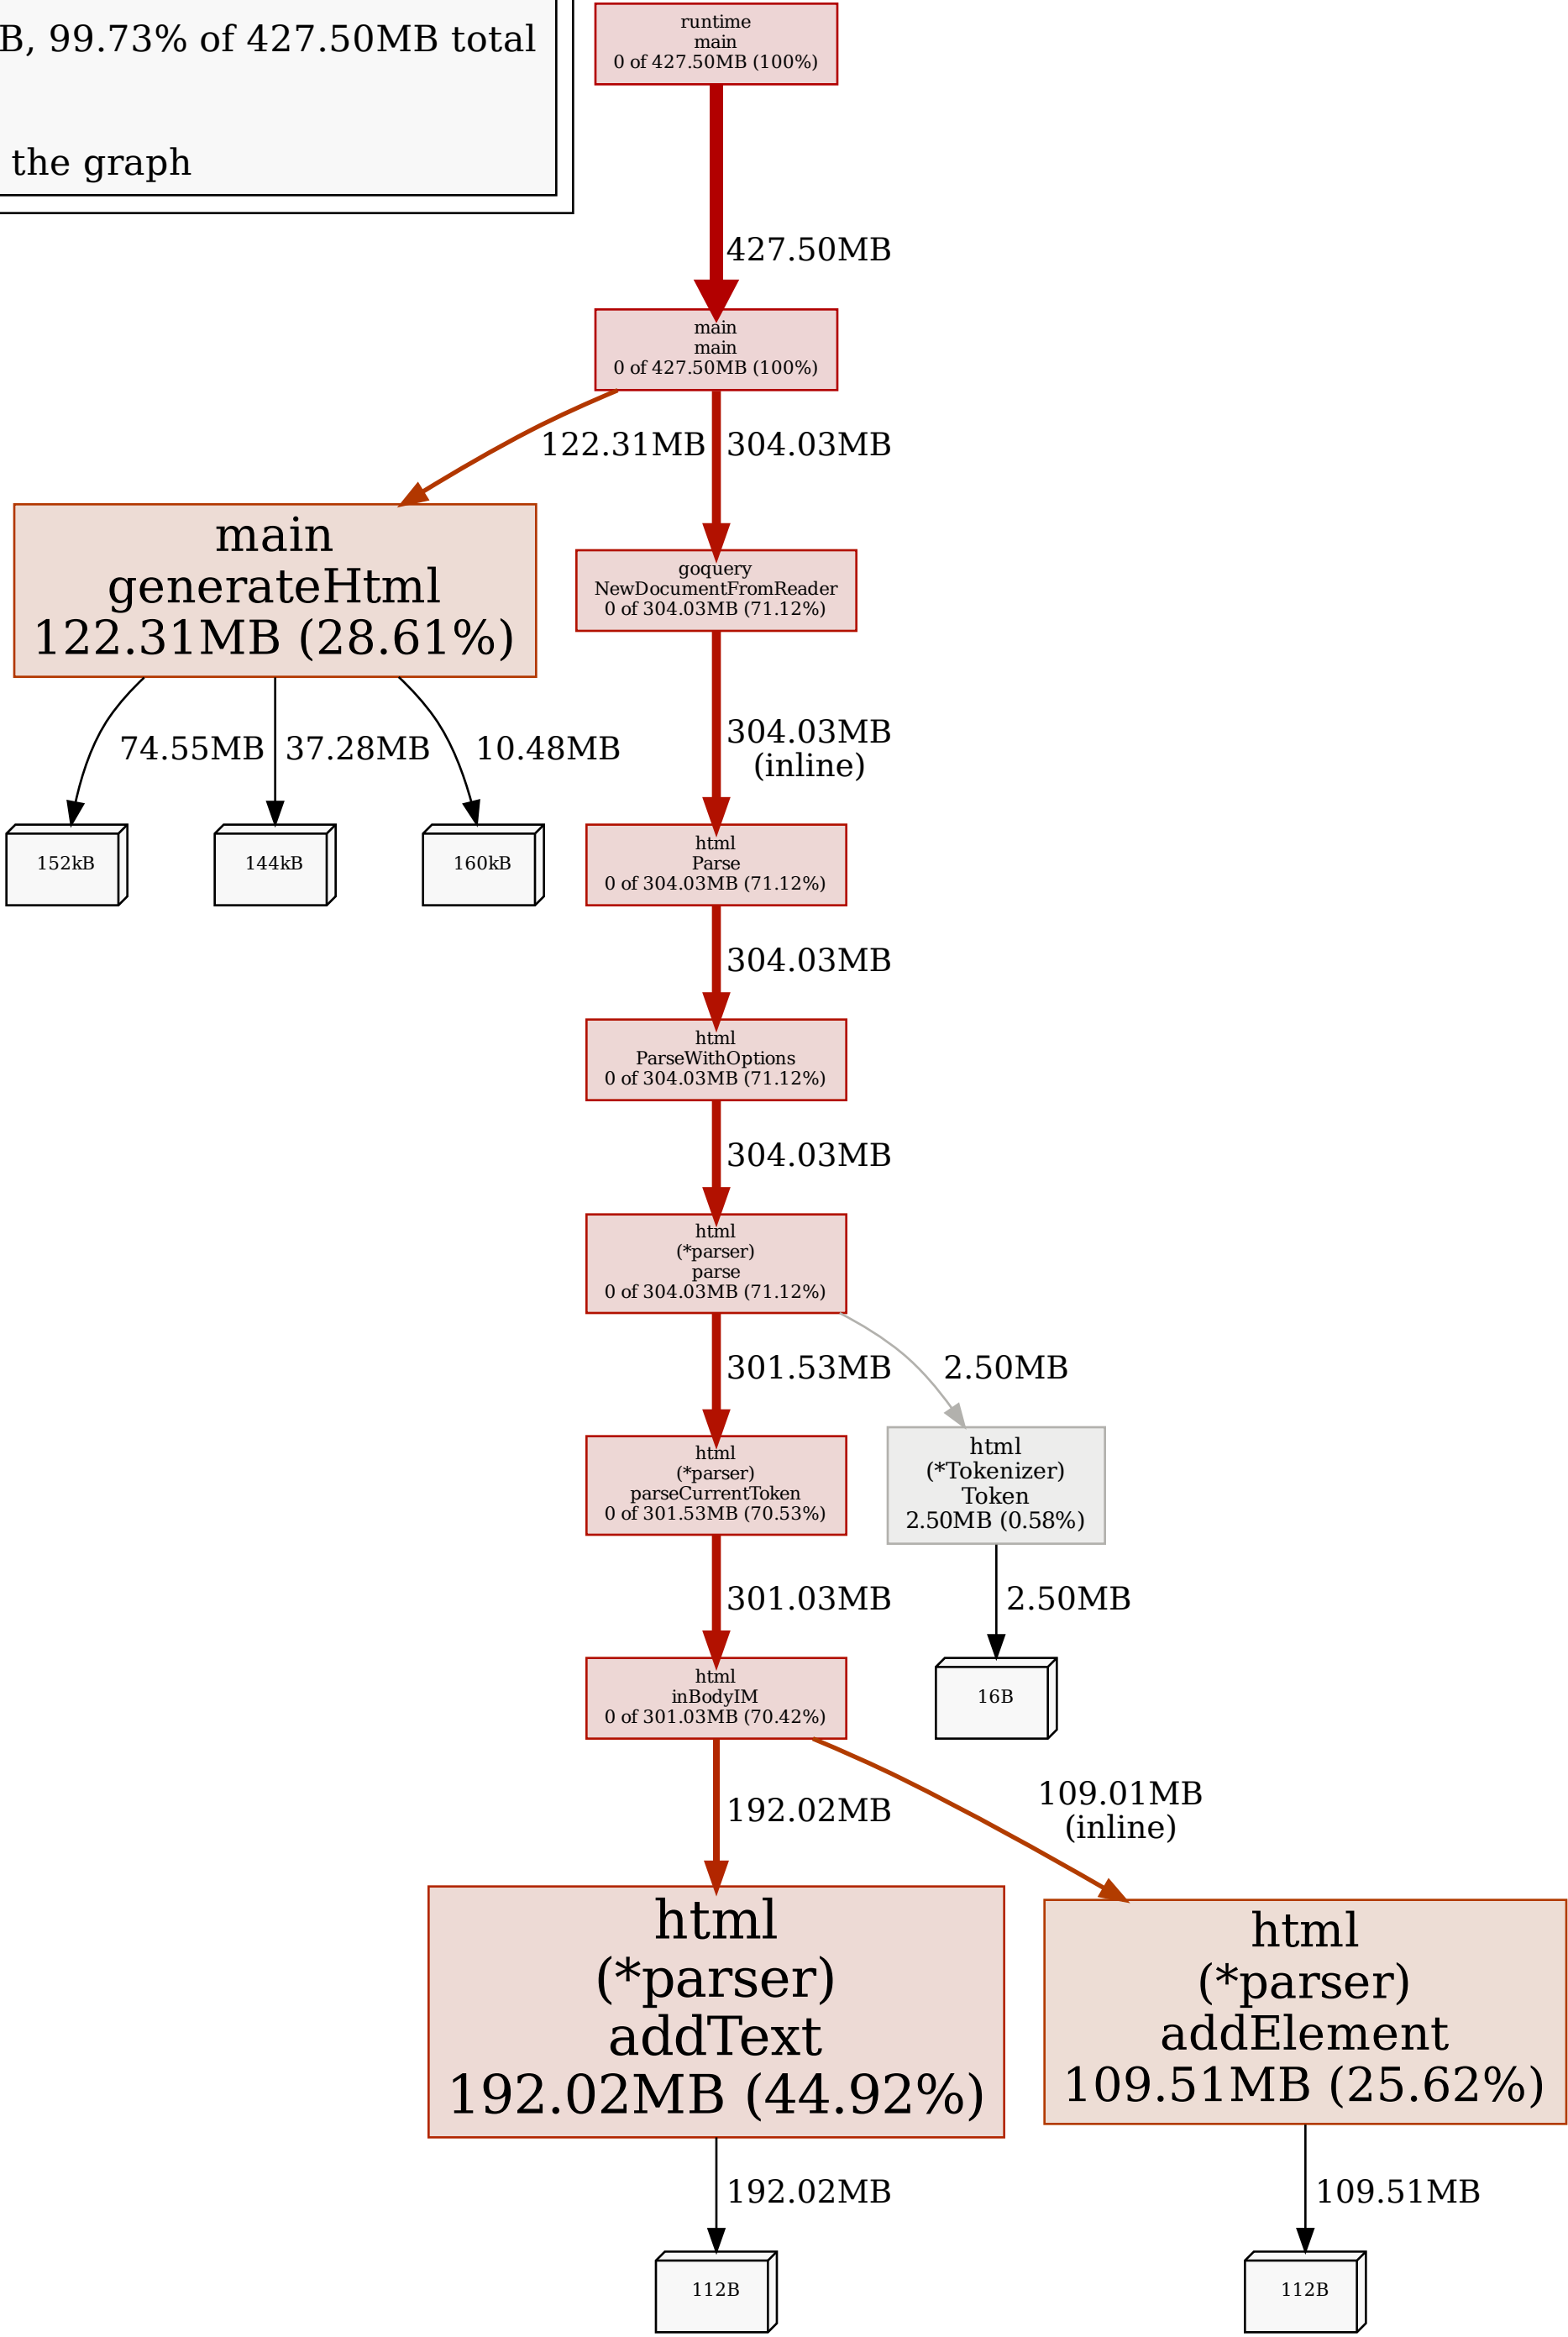 B, 99.73% of 427.50MB total
the graph
runtime
main
0 of 427.50MB (100%)
427.50MB
main
main
0 of 427.50MB (100%)
122.31MB
304.03MB
main
generateHtml
122.31MB (28.61%)
goquery
NewDocumentFromReader
0 of 304.03MB (71.12%)
74.55MB
37.28MB
10.48MB
304.03MB
(inline)
152kB
144kB
160kB
html
Parse
0 of 304.03MB (71.12%)
304.03MB
html
ParseWithOptions
0 of 304.03MB (71.12%)
304.03MB
html
(*parser)
parse
0 of 304.03MB (71.12%)
301.53MB
2.50MB
html
(*parser)
parseCurrentToken
0 of 301.53MB (70.53%)
html
(*Tokenizer)
Token
2.50MB (0.58%)
301.03MB
2.50MB
html
inBodyIM
0 of 301.03MB (70.42%)
16B
192.02MB
109.01MB
(inline)
html
(*parser)
addText
192.02MB (44.92%)
html
(*parser)
addElement
109.51MB (25.62%)
192.02MB
109.51MB
112B
112B